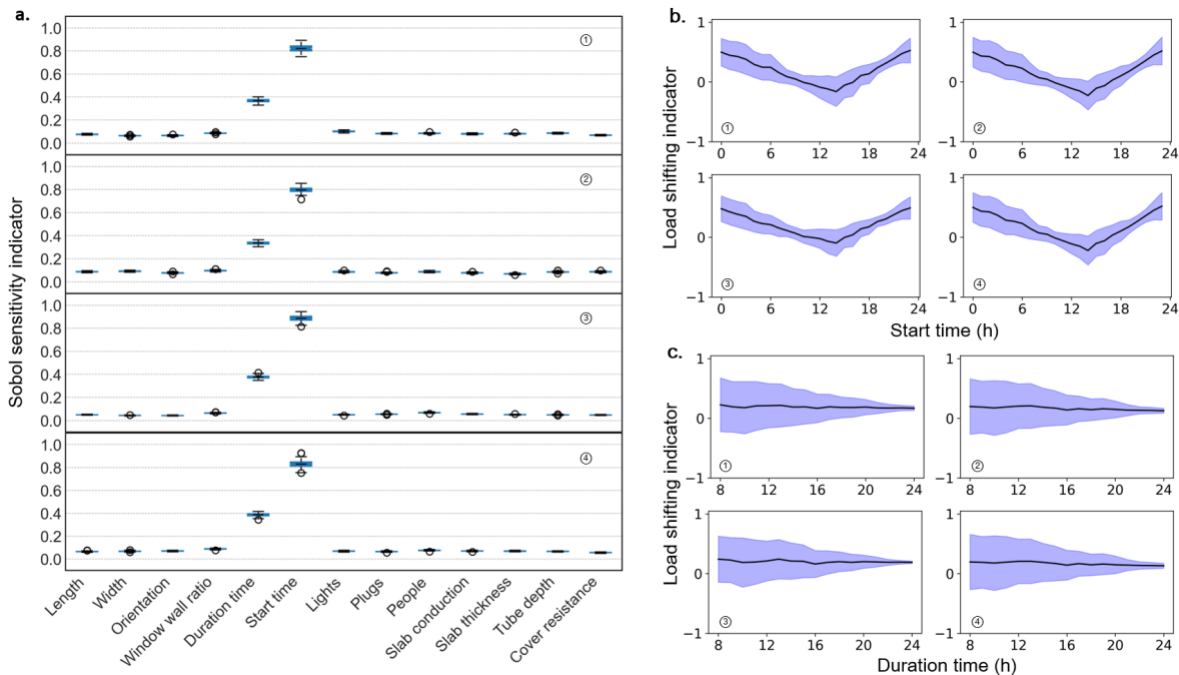 a.
Sobol sensitivity indicator
1.0
0.8
0.6
0.4
0.2
0.0
①
1.0
0.8
0.6
0.4
0.2
0.0
②
1.0
0.8
0.6
0.4
0.2
0.0
③
1.0
0.8
0.6
0.4
0.2
0.0
④
Length
Width
Orientation
Window wall ratio
Duration time
Start time
Lights
Plugs
People
Slab conduction
Slab thickness
Tube depth
Cover resistance
b.
Load shifting indicator
1
0
−1
①
0 6 12 18 24
1
0
−1
②
0 6 12 18 24
1
0
−1
③
0 6 12 18 24
1
0
−1
④
0 6 12 18 24
Start time (h)
c.
Load shifting indicator
1
0
−1
①
8 12 16 20 24
1
0
−1
②
8 12 16 20 24
1
0
−1
③
8 12 16 20 24
1
0
−1
④
8 12 16 20 24
Duration time (h)